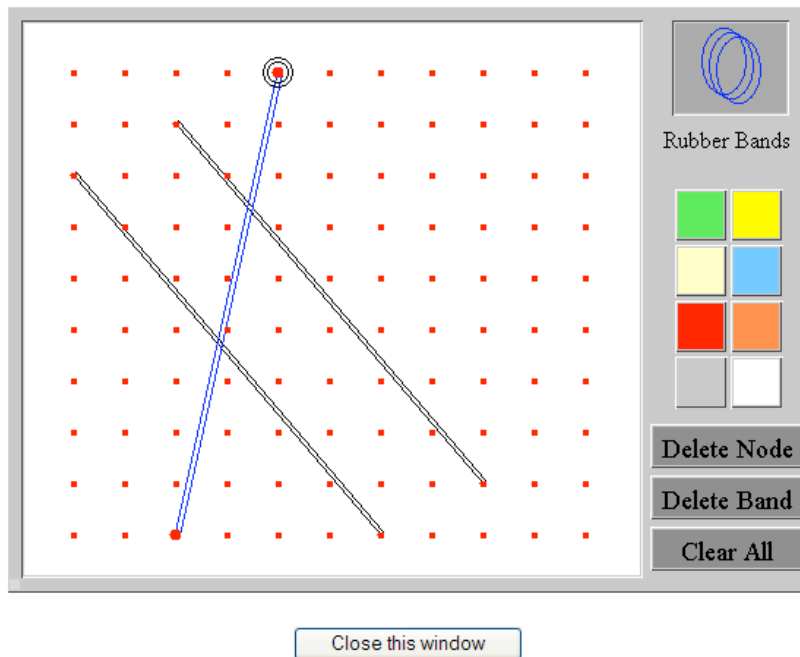 Rubber Bands
Delete Node
Delete Band
Clear All
Close this window